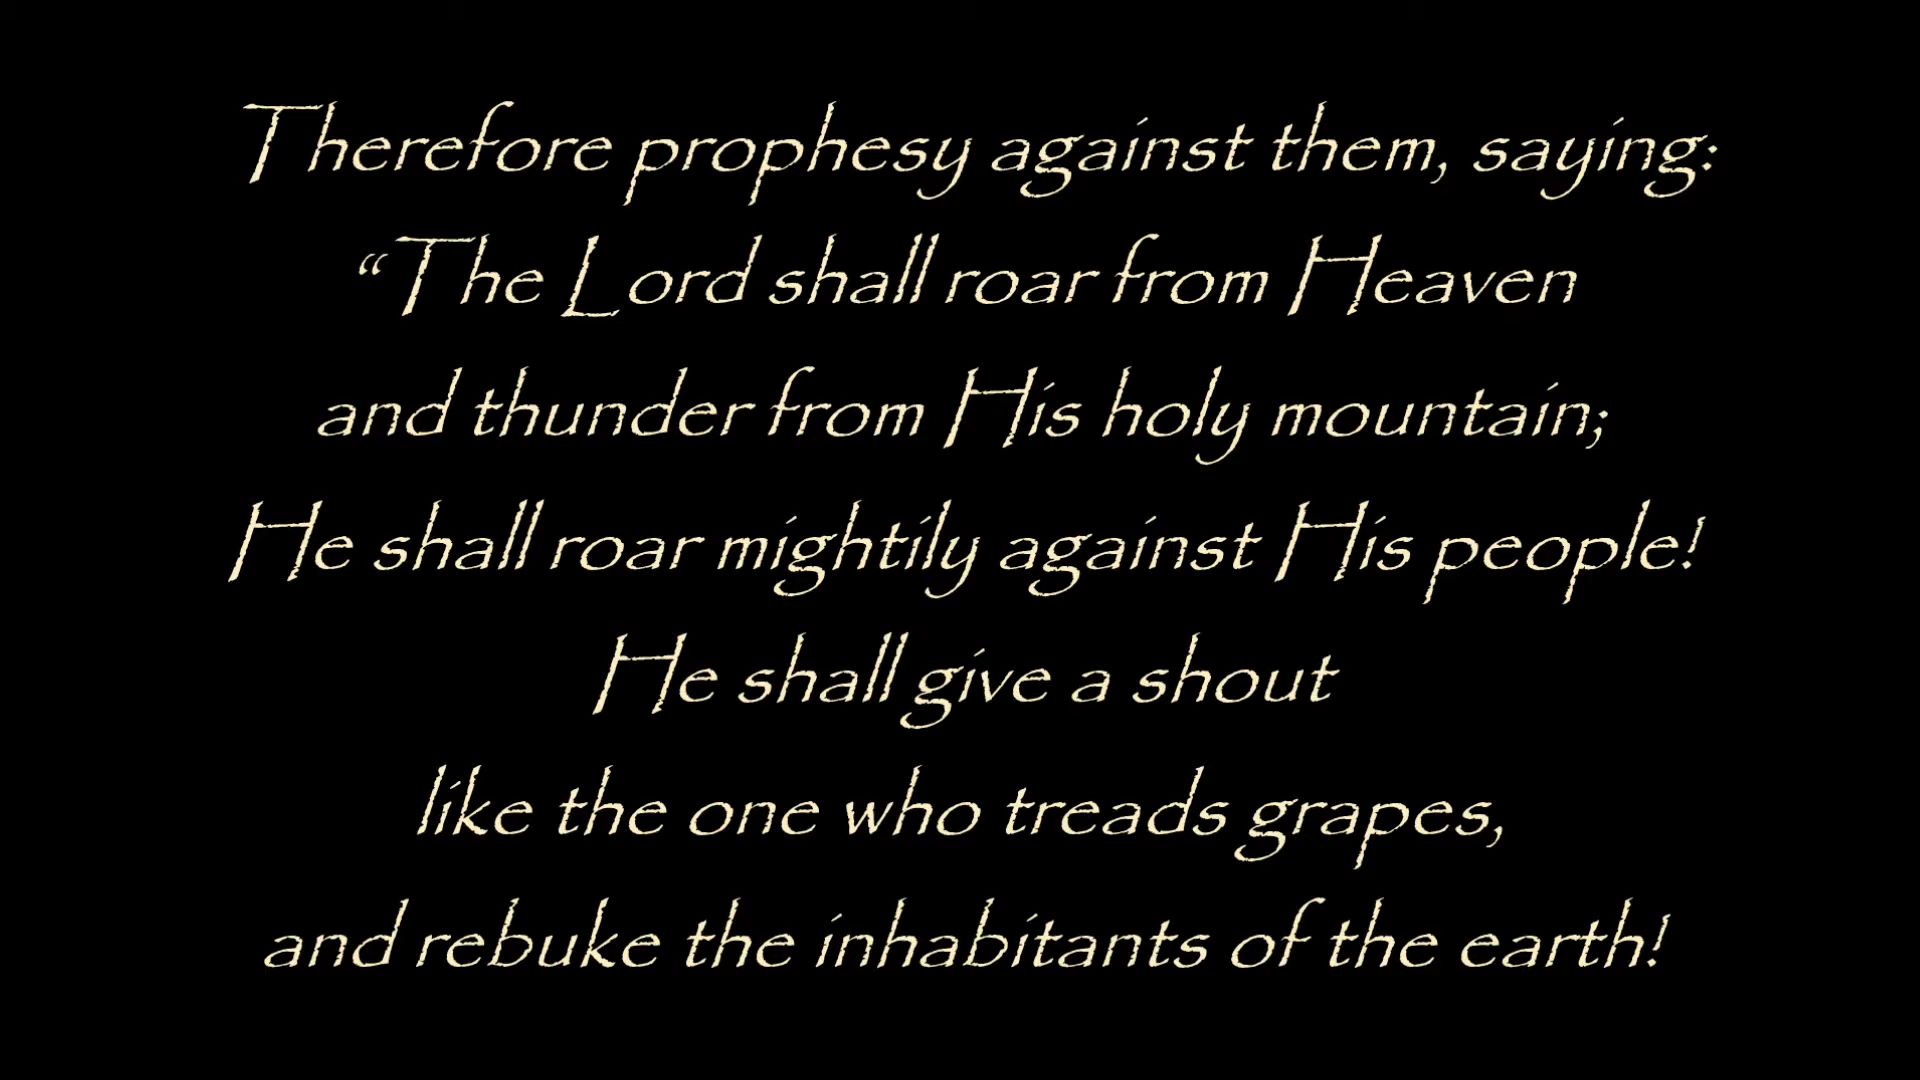 Therefore prophesy against them, saying:
“The Lord shall roar from Heaven
and thunder from His holy mountain;
He shall roar mightily against His people!
He shall give a shout
like the one who treads grapes,
and rebuke the inhabitants of the earth!